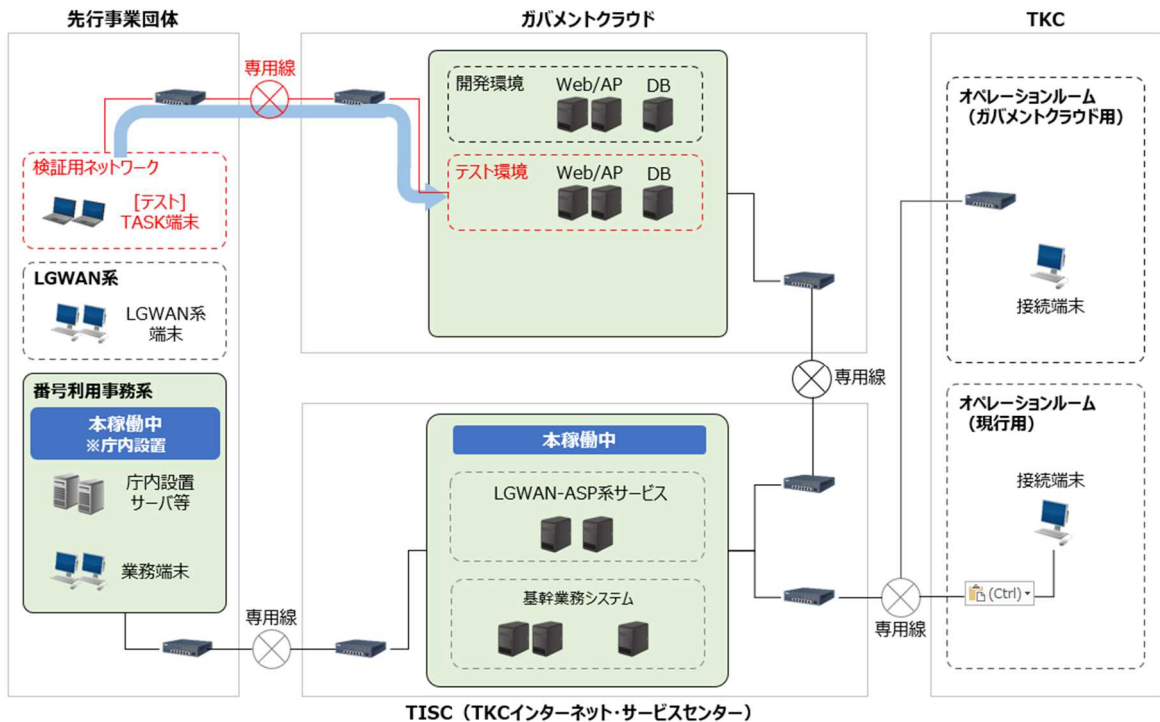 先行事業団体
ガバメントクラウド
TKC
専用線
検証用ネットワーク
[テスト]
TASK端末
LGWAN系
LGWAN系
端末
番号利用事務系
本稼働中
※庁内設置
庁内設置
サーバ等
業務端末
専用線
開発環境
Web/AP
DB
テスト環境
Web/AP
DB
専用線
本稼働中
LGWAN-ASP系サービス
基幹業務システム
TISC（TKCインターネット・サービスセンター）
オペレーションルーム
（ガバメントクラウド用）
接続端末
オペレーションルーム
（現行用）
接続端末
(Ctrl)
専用線